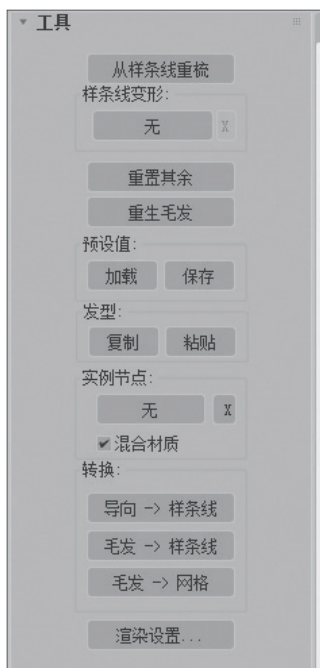 工具
从样条线重梳
样条线变形:
无 X
重置其余
重生毛发
预设值:
加载 保存
发型:
复制 粘贴
实例节点:
无 X
混合材质
转换:
导向 -> 样条线
毛发 -> 样条线
毛发 -> 网格
渲染设置...